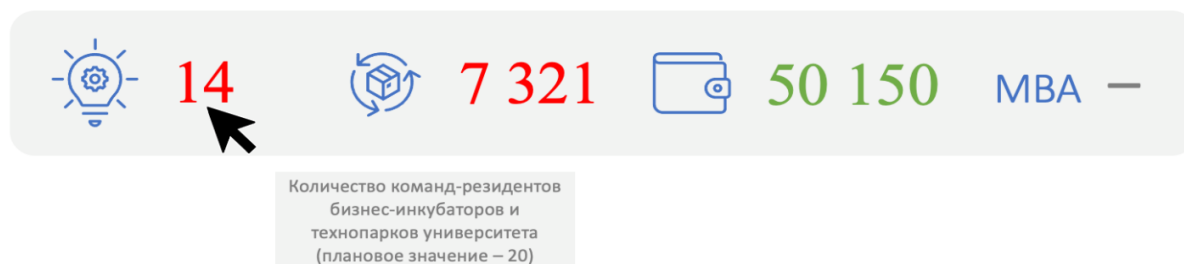 14 7 321 50 150 MBA –
Количество команд-резидентов
бизнес-инкубаторов и
технопарков университета
(плановое значение – 20)